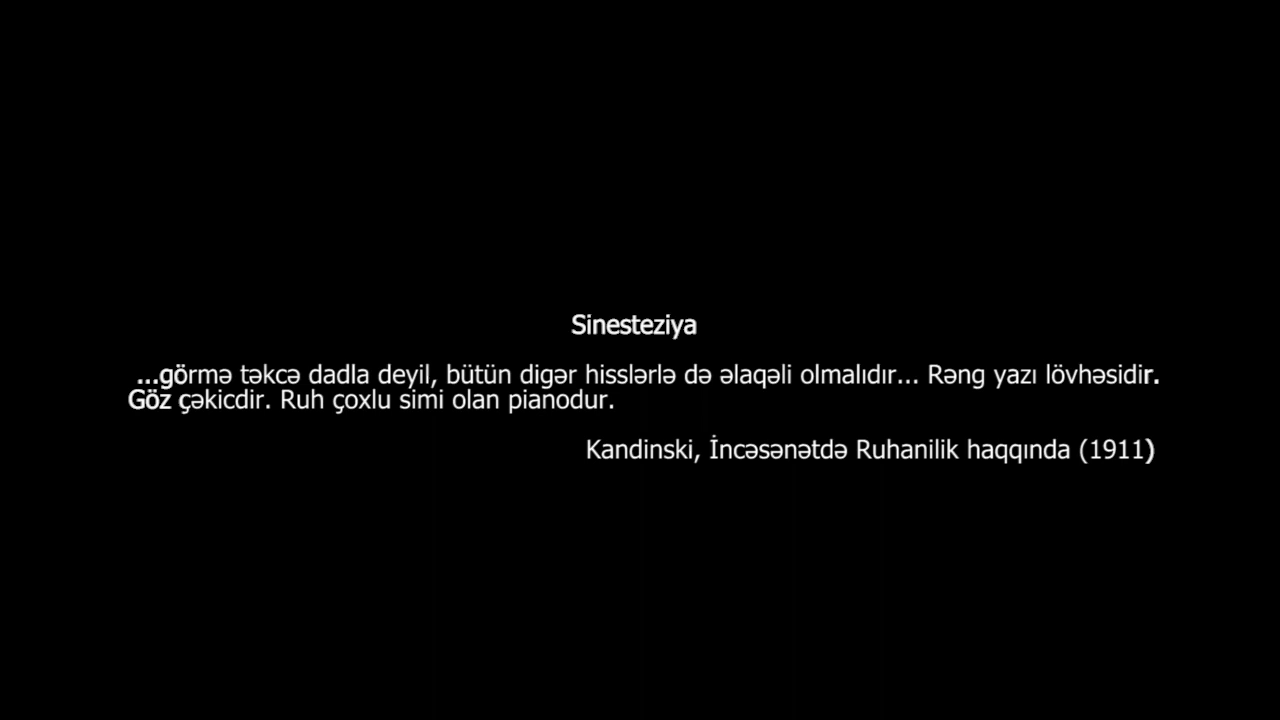 Sinesteziya
...görmə təkcə dadla deyil, bütün digər hisslərlə də əlaqəli olmalıdır... Rəng yazı lövhəsidir.
Göz çəkicdir. Ruh çoxlu simi olan pianodur.
Kandinski, İncəsənətdə Ruhanilik haqqında (1911)